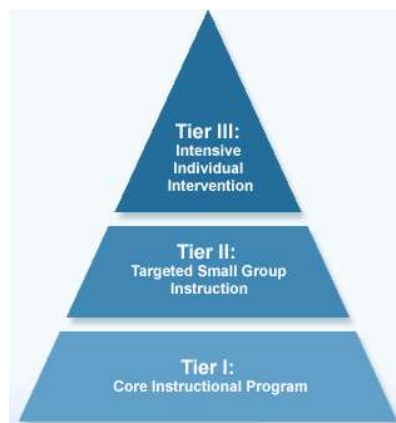 Tier III:
Intensive
Individual
Intervention
Tier II:
Targeted Small Group
Instruction
Tier I:
Core Instructional Program